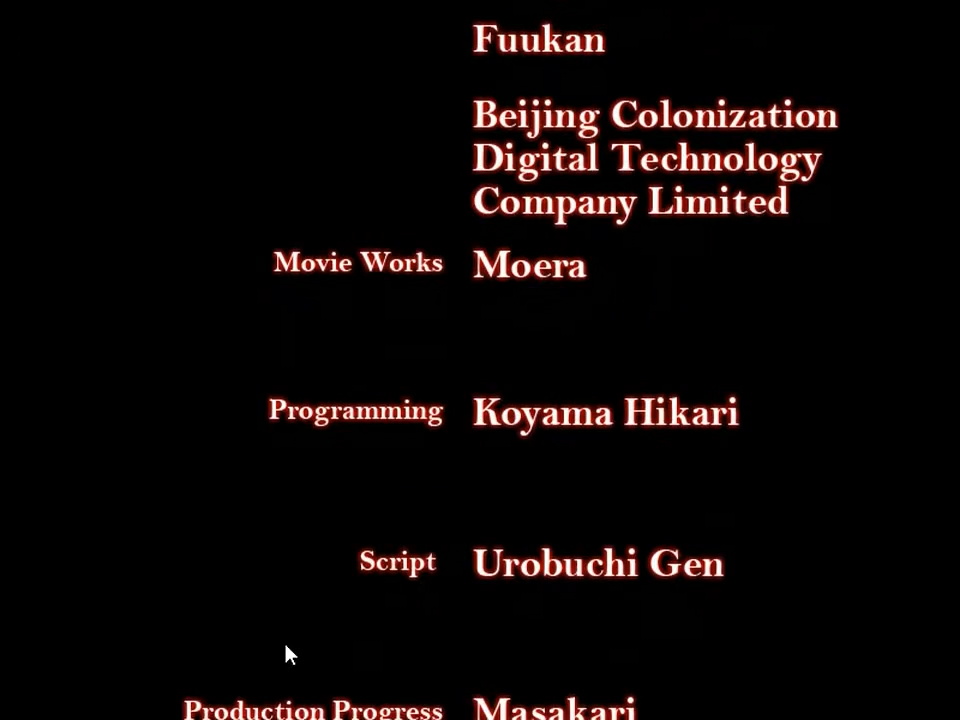 Fuukan
Beijing Colonization
Digital Technology
Company Limited
Movie Works Moera
Programming Koyama Hikari
Script Urobuchi Gen
Production Progress Masakari